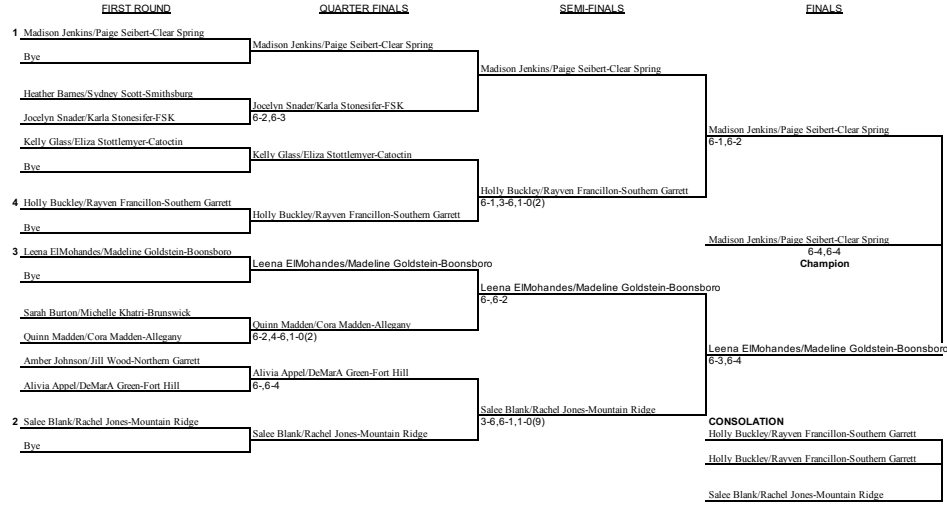 FIRST ROUND
QUARTER FINALS
SEMI-FINALS
FINALS
1 Madison Jenkins/Paige Seibert-Clear Spring
Bye
Heather Barnes/Sydney Scott-Smithsburg
Jocelyn Snader/Karla Stonesifer-FSK
Kelly Glass/Eliza Stottlemyer-Catoctin
Bye
4 Holly Buckley/Rayven Francillon-Southern Garrett
Bye
3 Leena ElMohandes/Madeline Goldstein-Boonsboro
Bye
Sarah Burton/Michelle Khatri-Brunswick
Quinn Madden/Cora Madden-Allegany
Amber Johnson/Jill Wood-Northern Garrett
Alivia Appel/DeMarA Green-Fort Hill
2 Salee Blank/Rachel Jones-Mountain Ridge
Bye
Madison Jenkins/Paige Seibert-Clear Spring
Jocelyn Snader/Karla Stonesifer-FSK
6-2,6-3
Kelly Glass/Eliza Stottlemyer-Catoctin
Holly Buckley/Rayven Francillon-Southern Garrett
Leena ElMohandes/Madeline Goldstein-Boonsboro
Quinn Madden/Cora Madden-Allegany
6-2,4-6,1-0(2)
Alivia Appel/DeMarA Green-Fort Hill
6-,6-4
Salee Blank/Rachel Jones-Mountain Ridge
Madison Jenkins/Paige Seibert-Clear Spring
Holly Buckley/Rayven Francillon-Southern Garrett
6-1,3-6,1-0(2)
Leena ElMohandes/Madeline Goldstein-Boonsboro
6-,6-2
Salee Blank/Rachel Jones-Mountain Ridge
3-6,6-1,1-0(9)
Madison Jenkins/Paige Seibert-Clear Spring
6-1,6-2
Madison Jenkins/Paige Seibert-Clear Spring
6-4,6-4
Champion
Leena ElMohandes/Madeline Goldstein-Boonsboro
6-3,6-4
CONSOLATION
Holly Buckley/Rayven Francillon-Southern Garrett
Holly Buckley/Rayven Francillon-Southern Garrett
Salee Blank/Rachel Jones-Mountain Ridge